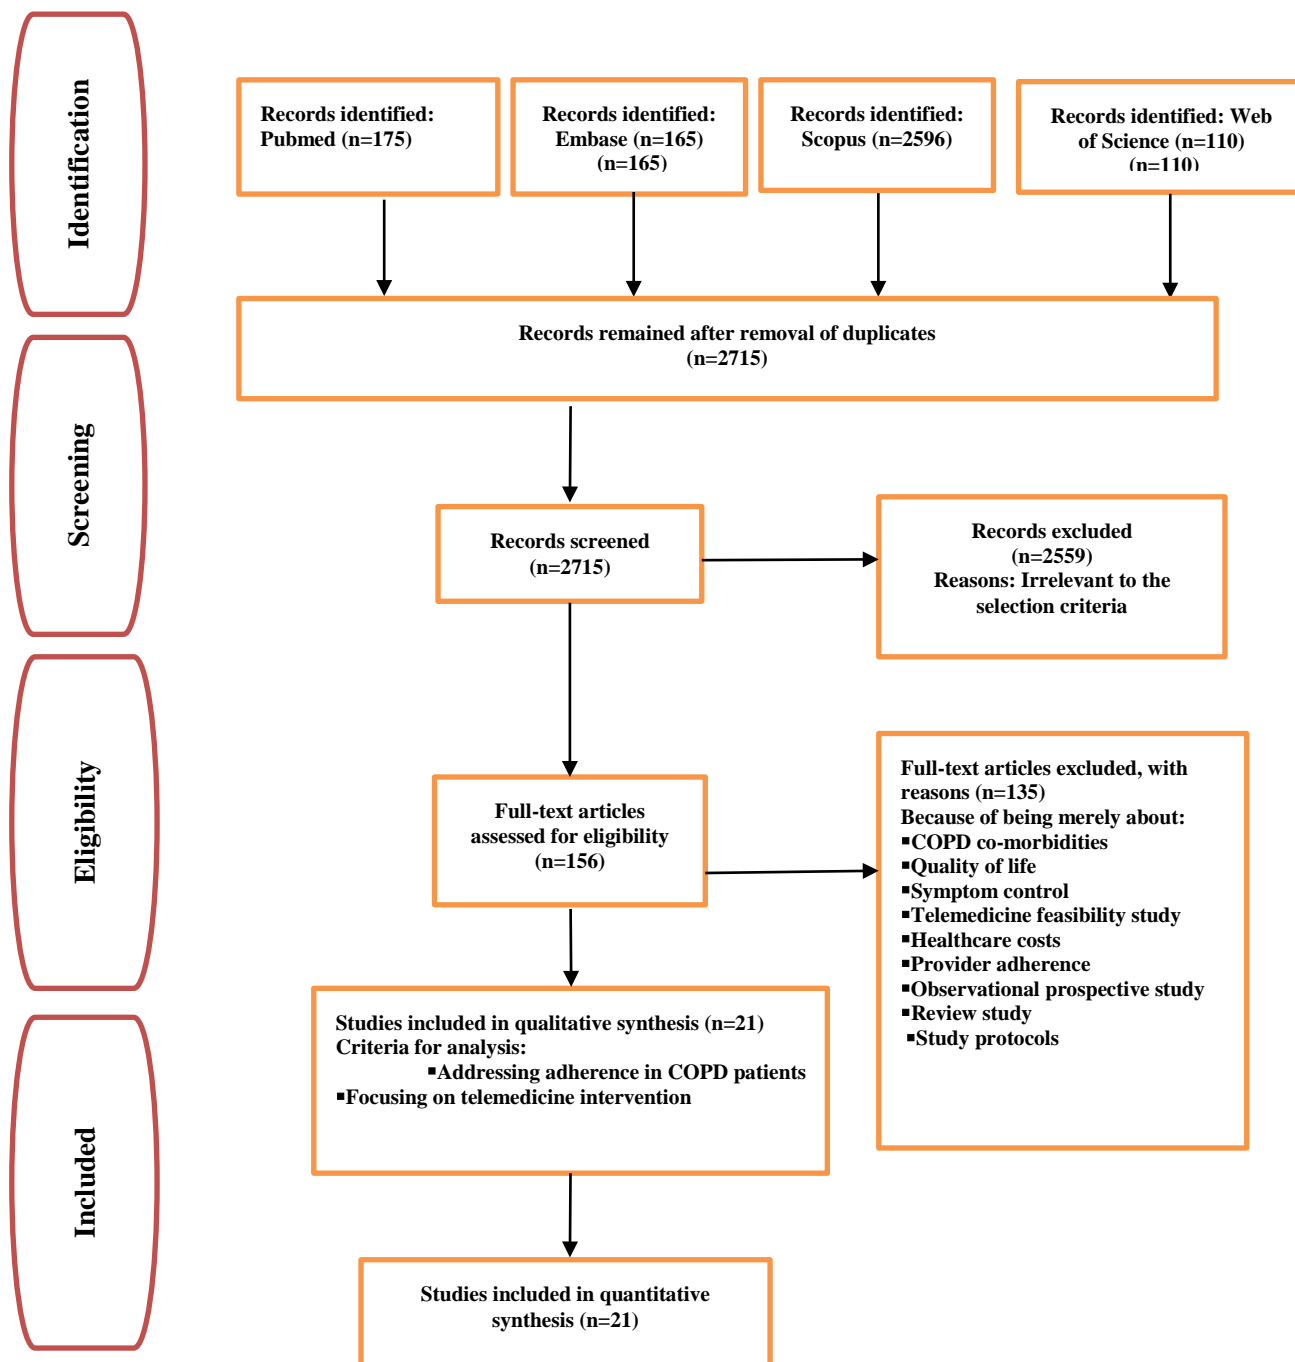 Identification
Records identified:
Pubmed (n=175)
Records identified:
Embase (n=165)
(n=165)
Records identified:
Scopus (n=2596)
Records identified: Web
of Science (n=110)
(n=110)
Records remained after removal of duplicates
(n=2715)
Screening
Records screened
(n=2715)
Records excluded
(n=2559)
Reasons: Irrelevant to the
selection criteria
Eligibility
Full-text articles
assessed for eligibility
(n=156)
Full-text articles excluded, with
reasons (n=135)
Because of being merely about:
▪COPD co-morbidities
▪Quality of life
▪Symptom control
▪Telemedicine feasibility study
▪Healthcare costs
▪Provider adherence
▪Observational prospective study
▪Review study
▪Study protocols
Included
Studies included in qualitative synthesis (n=21)
Criteria for analysis:
▪Addressing adherence in COPD patients
▪Focusing on telemedicine intervention
Studies included in quantitative
synthesis (n=21)